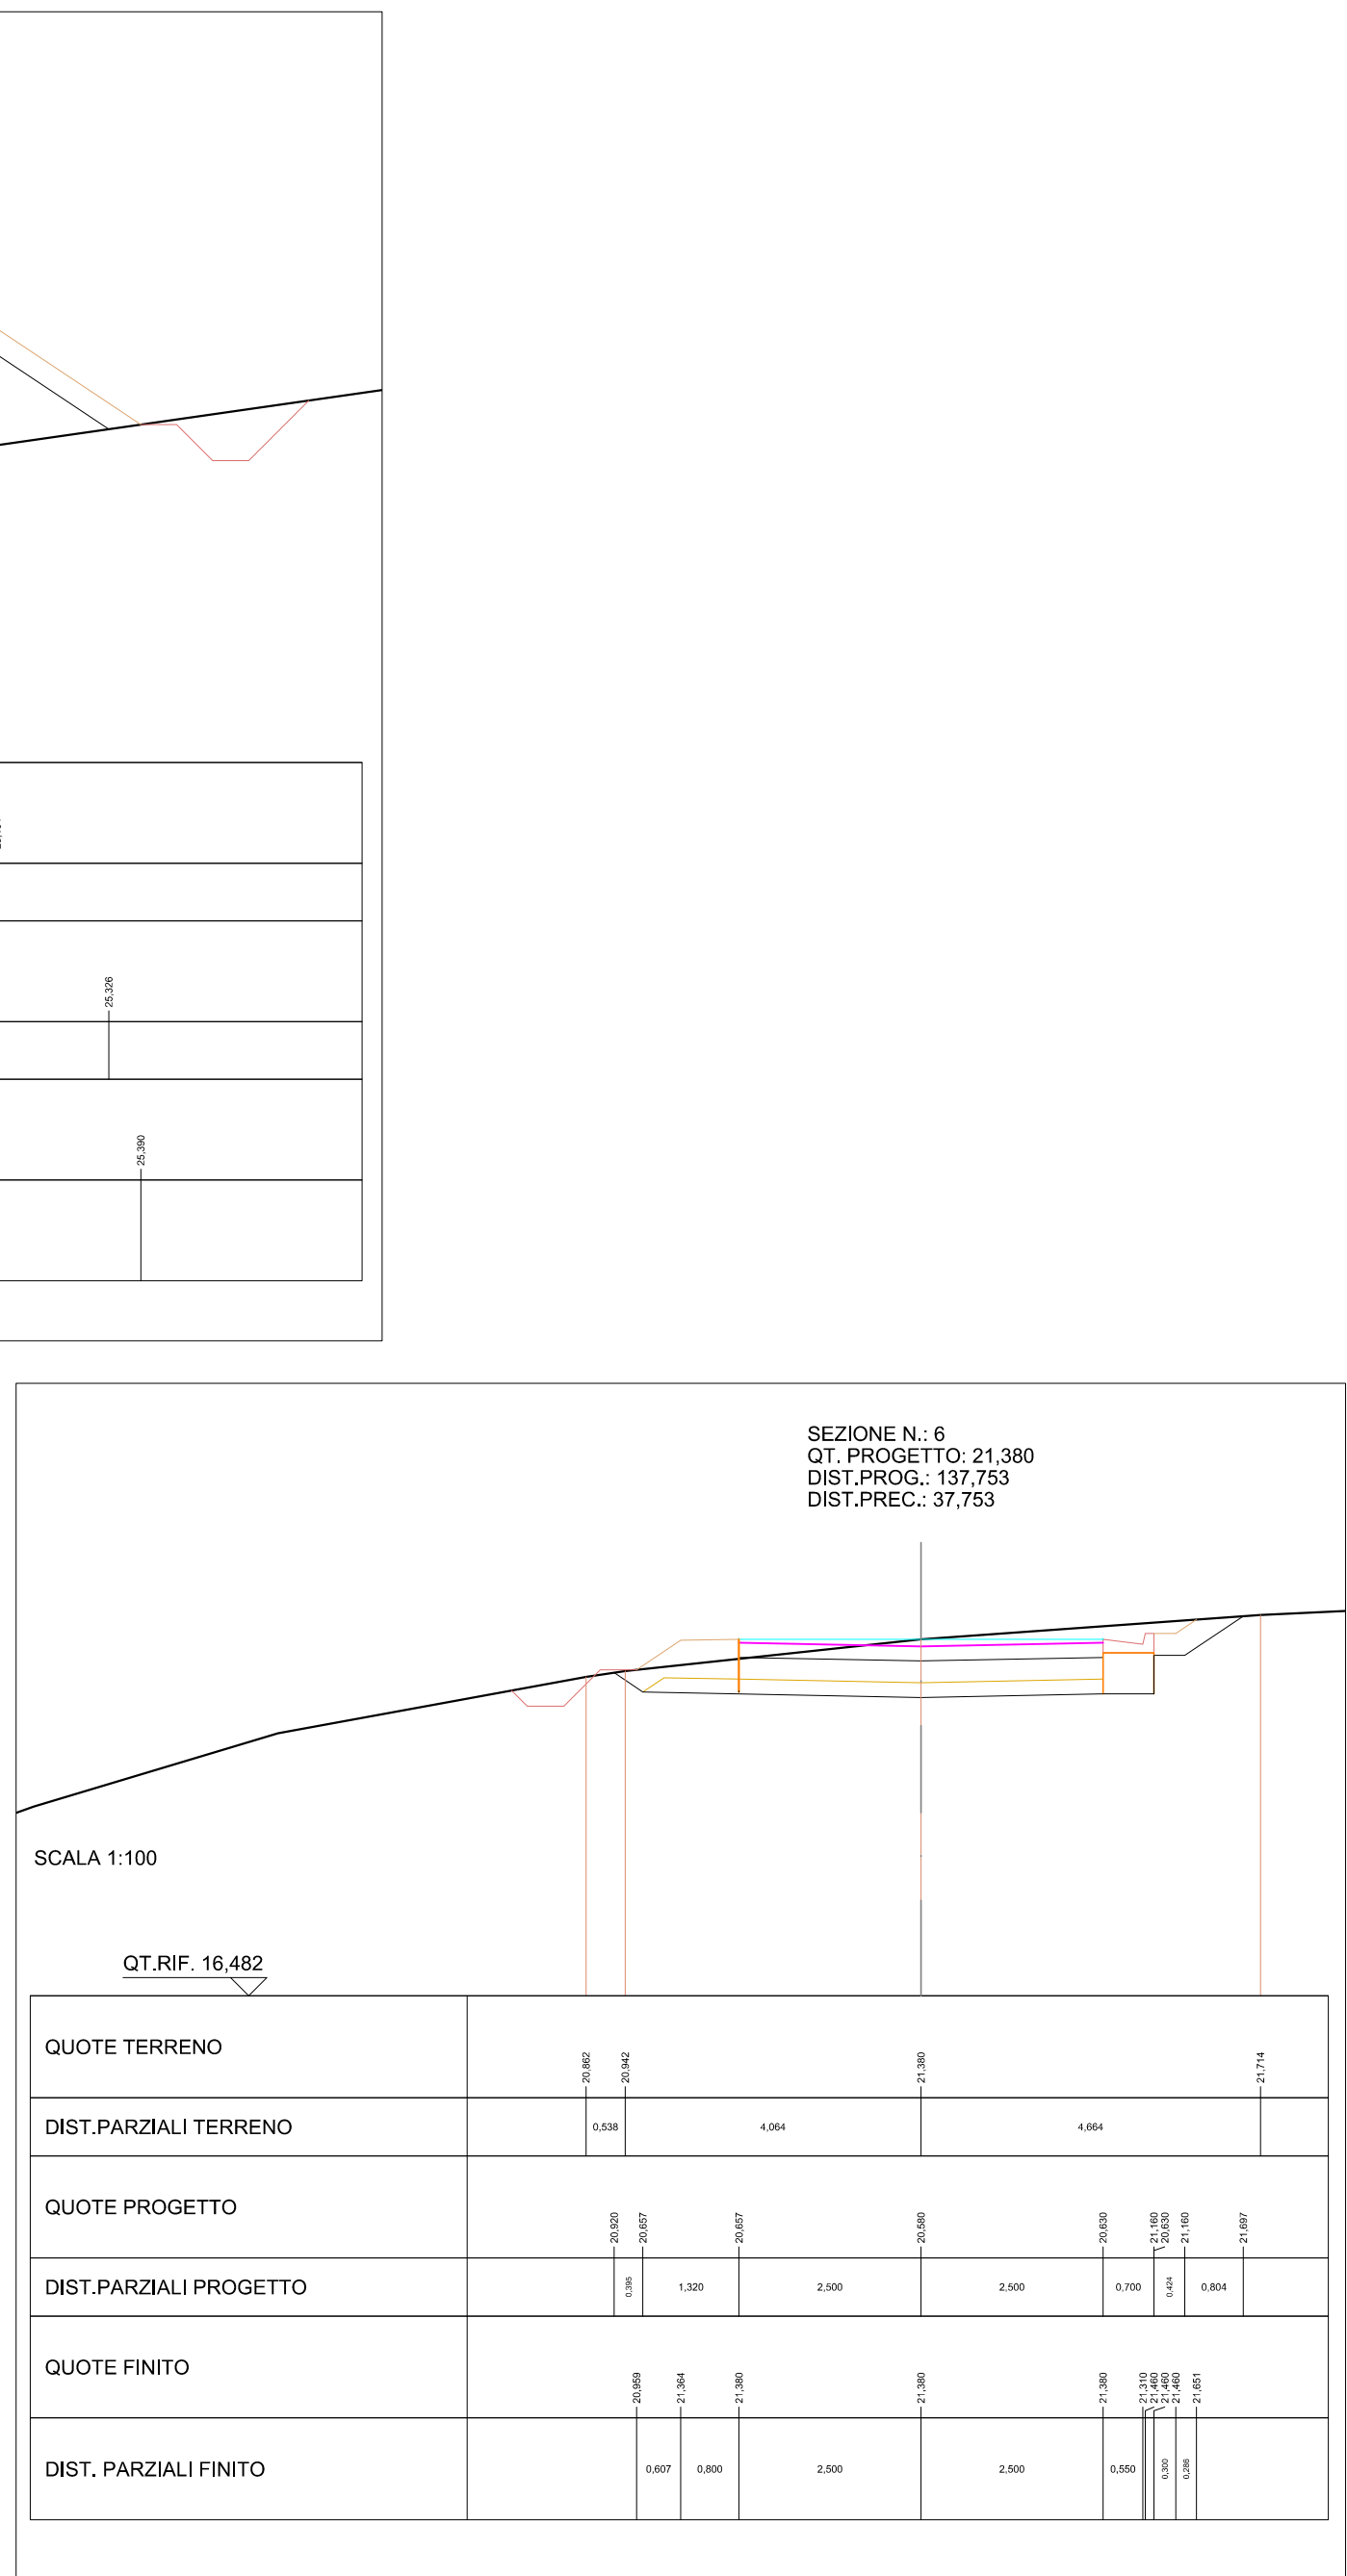 25,326
25,390
SEZIONE N.: 6
QT. PROGETTO: 21,380
DIST.PROG.: 137,753
DIST.PREC.: 37,753
SCALA 1:100
QT.RIF. 16,482
QUOTE TERRENO
20,862 20,942 21,380 21,714
DIST.PARZIALI TERRENO
0,538 4,064 4,664
QUOTE PROGETTO
20,920 20,657 20,657 20,580 20,630 21,160 20,630 21,160 21,697
DIST.PARZIALI PROGETTO
0,395 1,320 2,500 2,500 0,700 0,424 0,804
QUOTE FINITO
20,959 21,364 21,380 21,380 21,380 21,310 21,460 21,460 21,460 21,651
DIST. PARZIALI FINITO
0,607 0,800 2,500 2,500 0,550 0,300 0,286